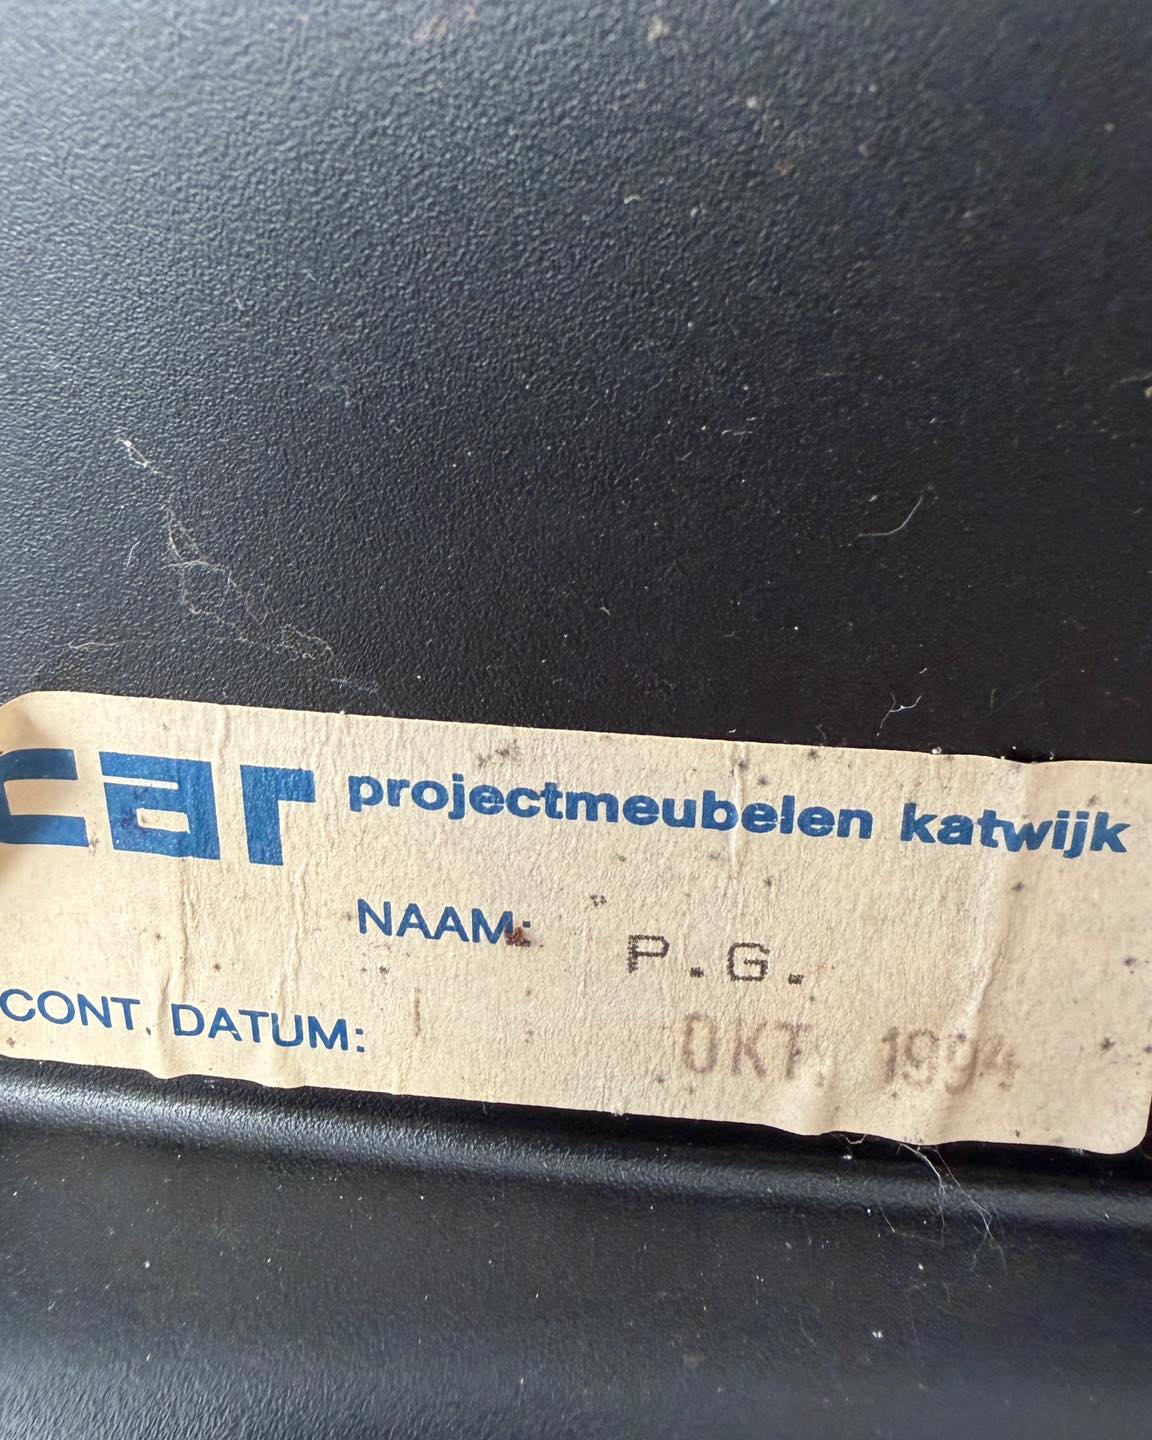 car projectmeubelen katwijk
NAAM: P.G.
CONT. DATUM: OKT. 1994